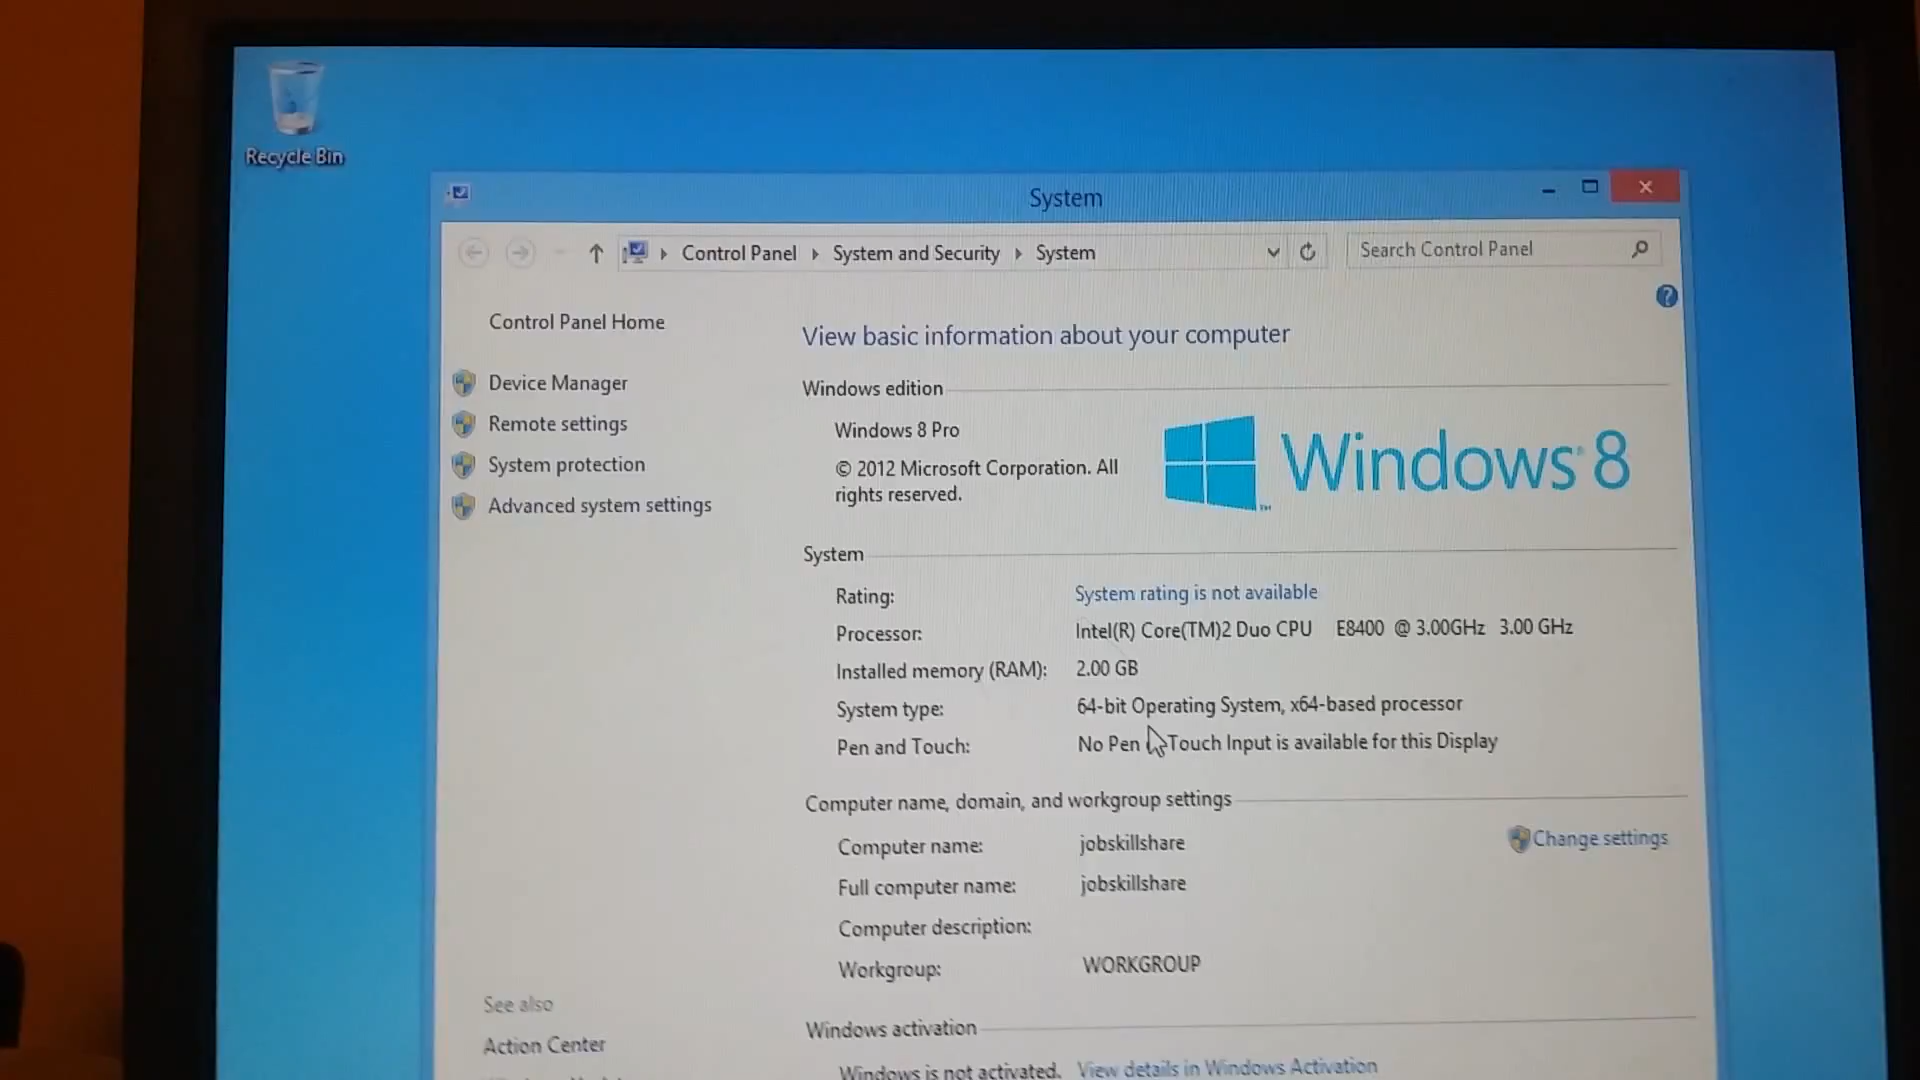 Recycle Bin
System
Control Panel
System and Security
System
Search Control Panel
Control Panel Home
Device Manager
Remote settings
System protection
Advanced system settings
View basic information about your computer
Windows edition
Windows 8 Pro
© 2012 Microsoft Corporation. All
rights reserved.
Windows® 8
System
Rating: System rating is not available
Processor: Intel(R) Core(TM)2 Duo CPU E8400 @ 3.00GHz 3.00 GHz
Installed memory (RAM): 2.00 GB
System type: 64-bit Operating System, x64-based processor
Pen and Touch: No Pen Touch Input is available for this Display
Computer name, domain, and workgroup settings
Computer name: jobskillshare
Change settings
Full computer name: jobskillshare
Computer description:
Workgroup: WORKGROUP
See also
Action Center
Windows activation
Windows is not activated. View details in Windows Activation